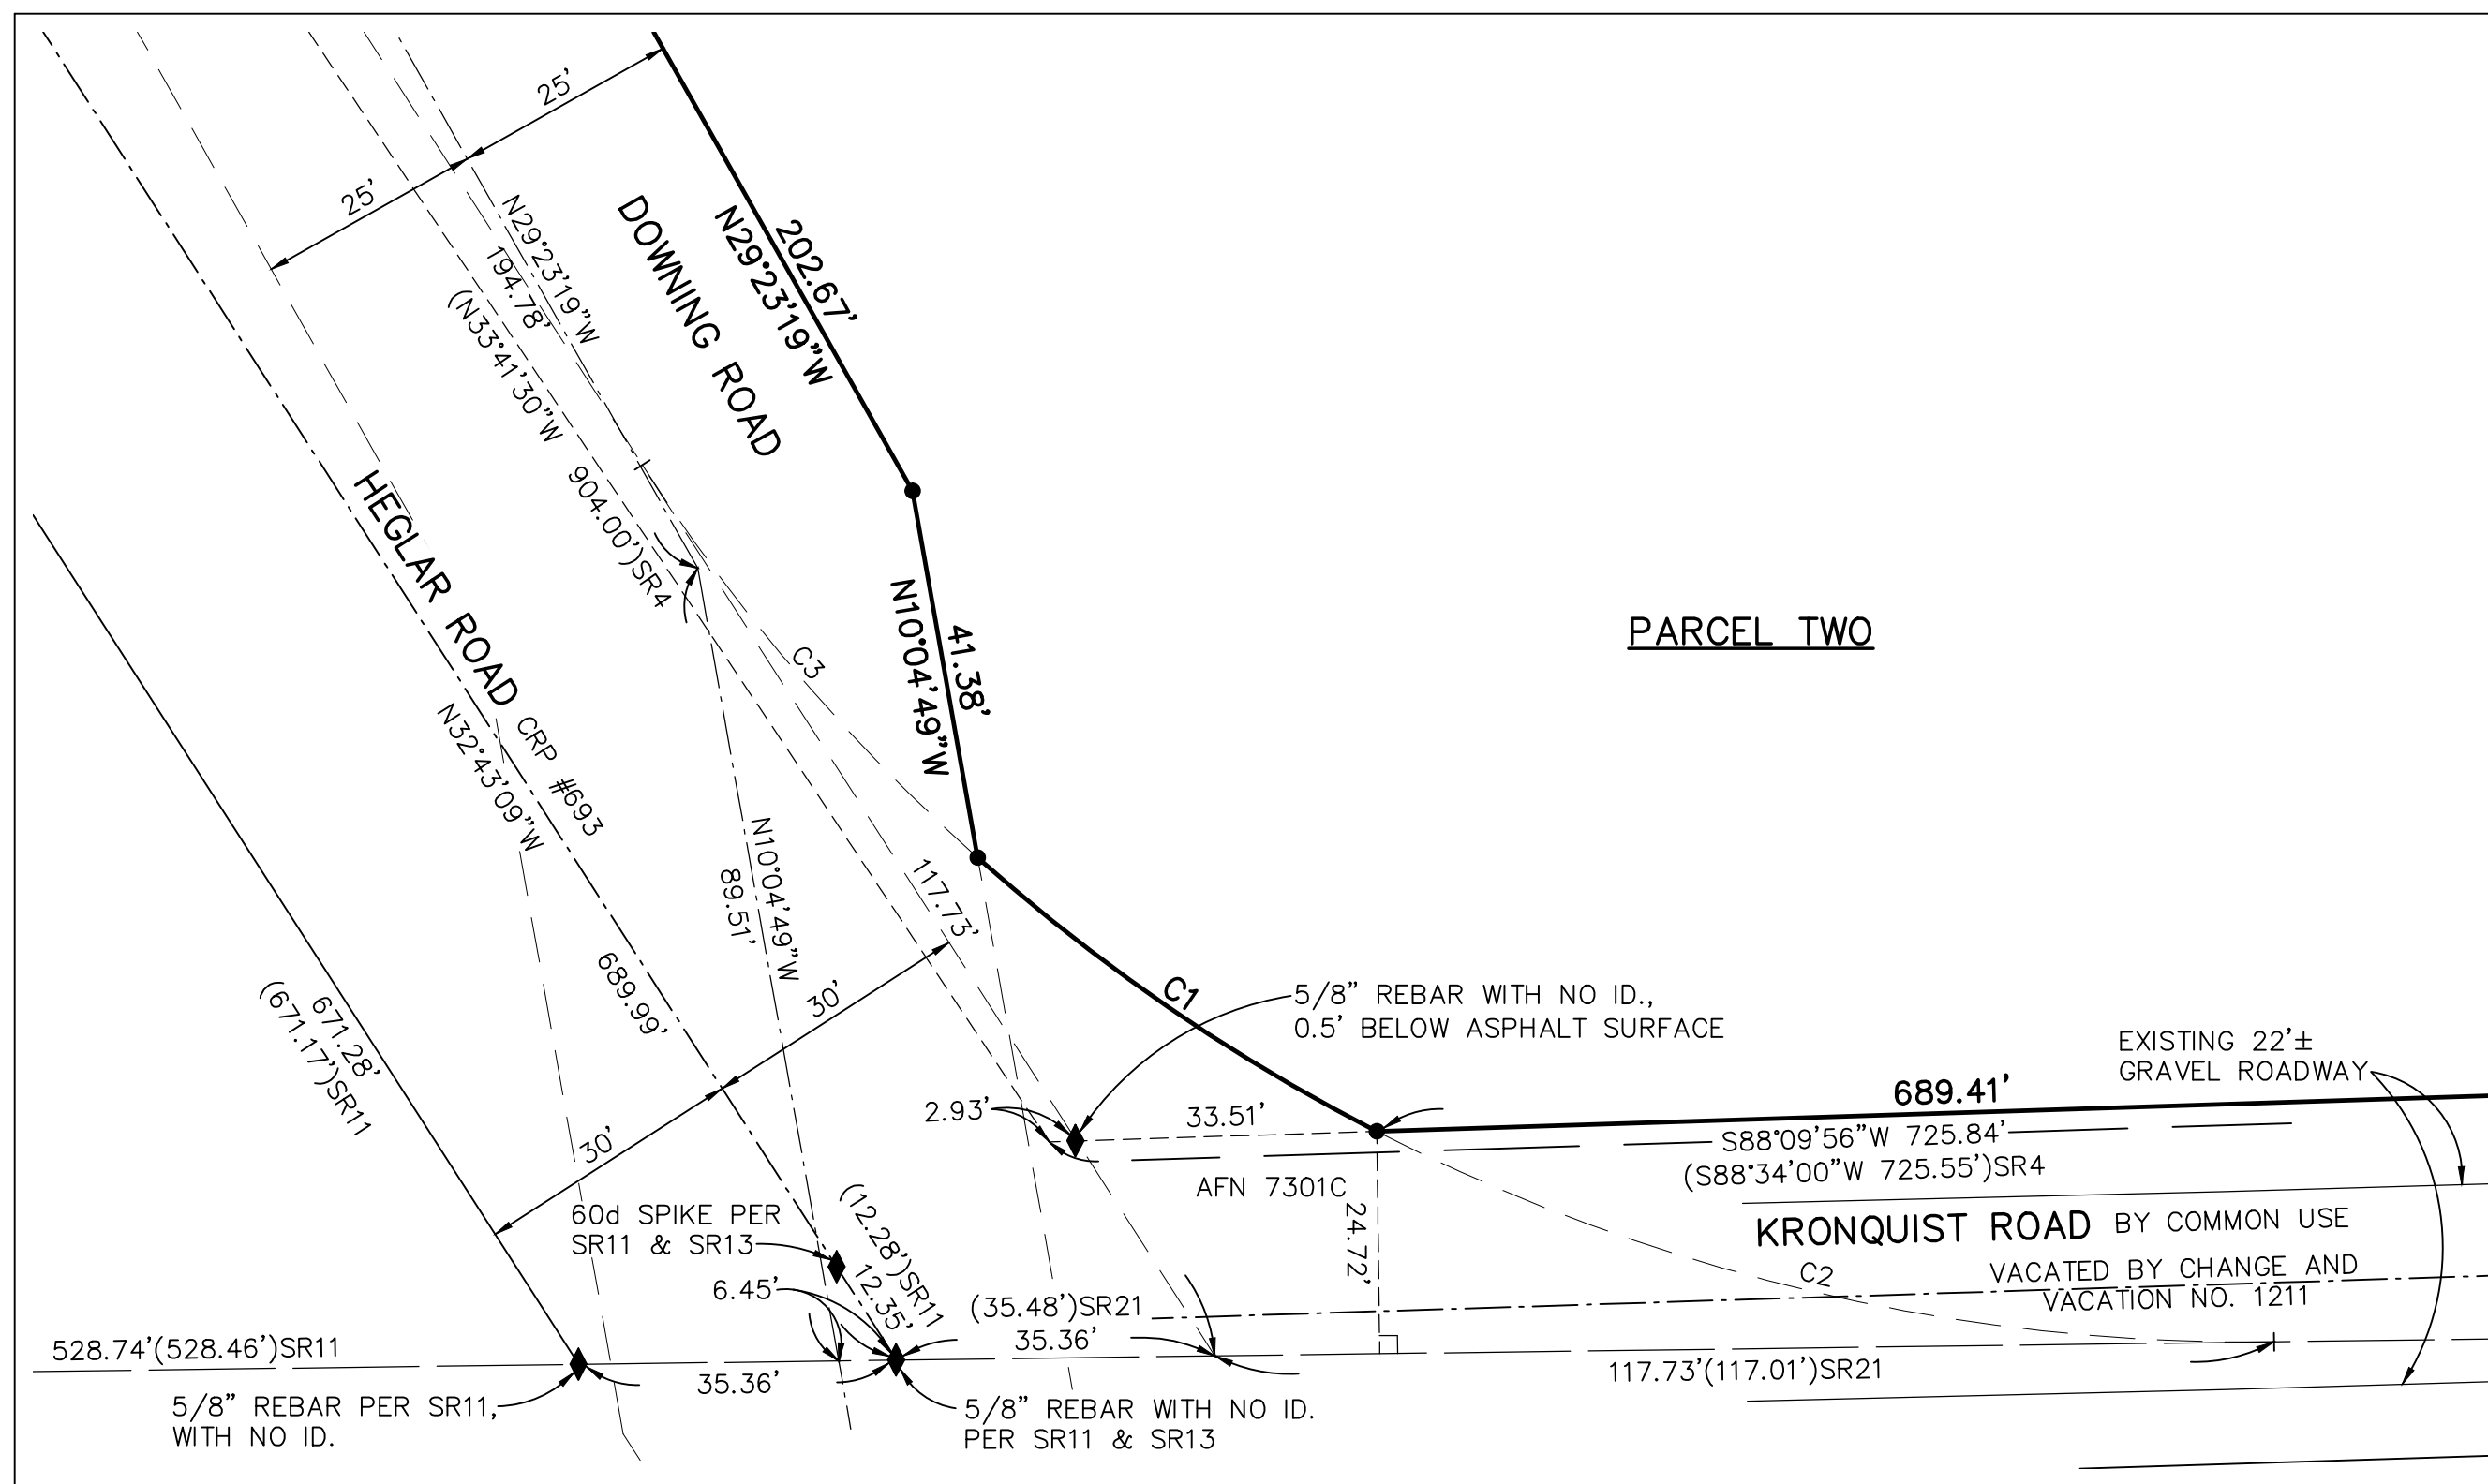 25'
25'
N29°23'19"W
194.78'
(N33°41'30"W 904.00')SR4
DOWNING ROAD
202.67'
N29°23'19"W
HEGLAR ROAD CRP #693
N32°43'09"W
689.99'
N10°04'49"W
41.38'
C3
PARCEL TWO
N10°04'49"W
89.51'
117.73'
30'
30'
671.28'
(671.17')SR11
C1
5/8" REBAR WITH NO ID.,
0.5' BELOW ASPHALT SURFACE
EXISTING 22'±
GRAVEL ROADWAY
2.93'
33.51'
689.41'
S88°09'56"W 725.84'
(S88°34'00"W 725.55')SR4
AFN 7301C
24.72'
KRONQUIST ROAD BY COMMON USE
C2
VACATED BY CHANGE AND
VACATION NO. 1211
60d SPIKE PER
SR11 & SR13
(12.28')SR11
12.35'
6.45'
(35.48')SR21
35.36'
528.74'(528.46')SR11
35.36'
117.73'(117.01')SR21
5/8" REBAR PER SR11,
WITH NO ID.
5/8" REBAR WITH NO ID.
PER SR11 & SR13